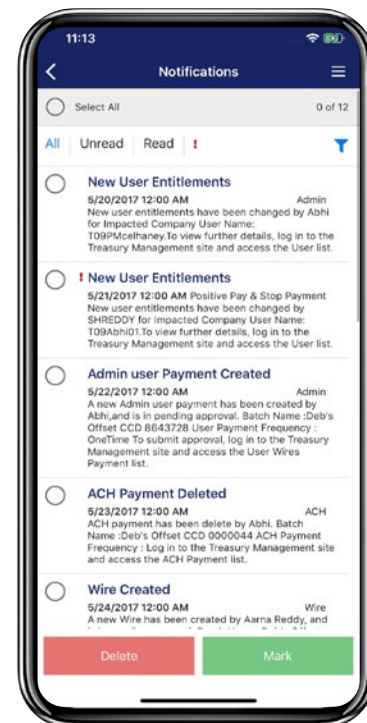 11:13
Notifications
Select All 0 of 12
All Unread Read !
New User Entitlements
5/20/2017 12:00 AM Admin
New user entitlements have been changed by Abhi
for Impacted Company User Name:
T09PMcelhaney.To view further details, log in to the
Treasury Management site and access the User list.
! New User Entitlements
5/21/2017 12:00 AM Positive Pay & Stop Payment
New user entitlements have been changed by
SHREDDY for Impacted Company User Name:
T09Abhi01.To view further details, log in to the
Treasury Management site and access the User list.
Admin user Payment Created
5/22/2017 12:00 AM Admin
A new Admin user payment has been created by
Abhi,and is in pending approval. Batch Name :Deb's
Offset CCD 8643728 User Payment Frequency :
OneTime To submit approval, log in to the Treasury
Management site and access the User Wires
Payment list.
ACH Payment Deleted
5/23/2017 12:00 AM ACH
ACH payment has been delete by Abhi. Batch
Name :Deb's Offset CCD 0000044 ACH Payment
Frequency : Log in to the Treasury Management site
and access the ACH Payment list.
Wire Created
5/24/2017 12:00 AM Wire
A new Wire has been created by Aarna Reddy, and
Delete Mark